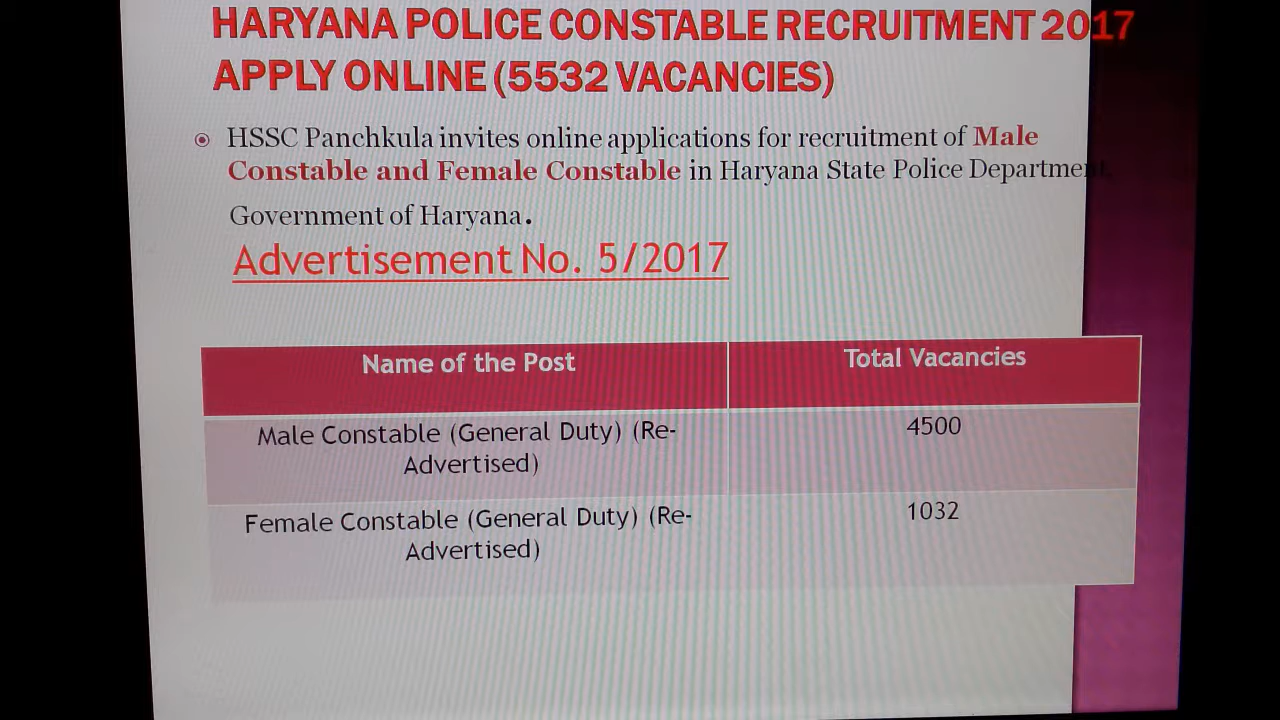 HARYANA POLICE CONSTABLE RECRUITMENT 2017
APPLY ONLINE (5532 VACANCIES)
HSSC Panchkula invites online applications for recruitment of Male
Constable and Female Constable in Haryana State Police Department
Government of Haryana.
Advertisement No. 5/2017
Name of the Post
Total Vacancies
Male Constable (General Duty) (Re-
Advertised)
4500
Female Constable (General Duty) (Re-
Advertised)
1032